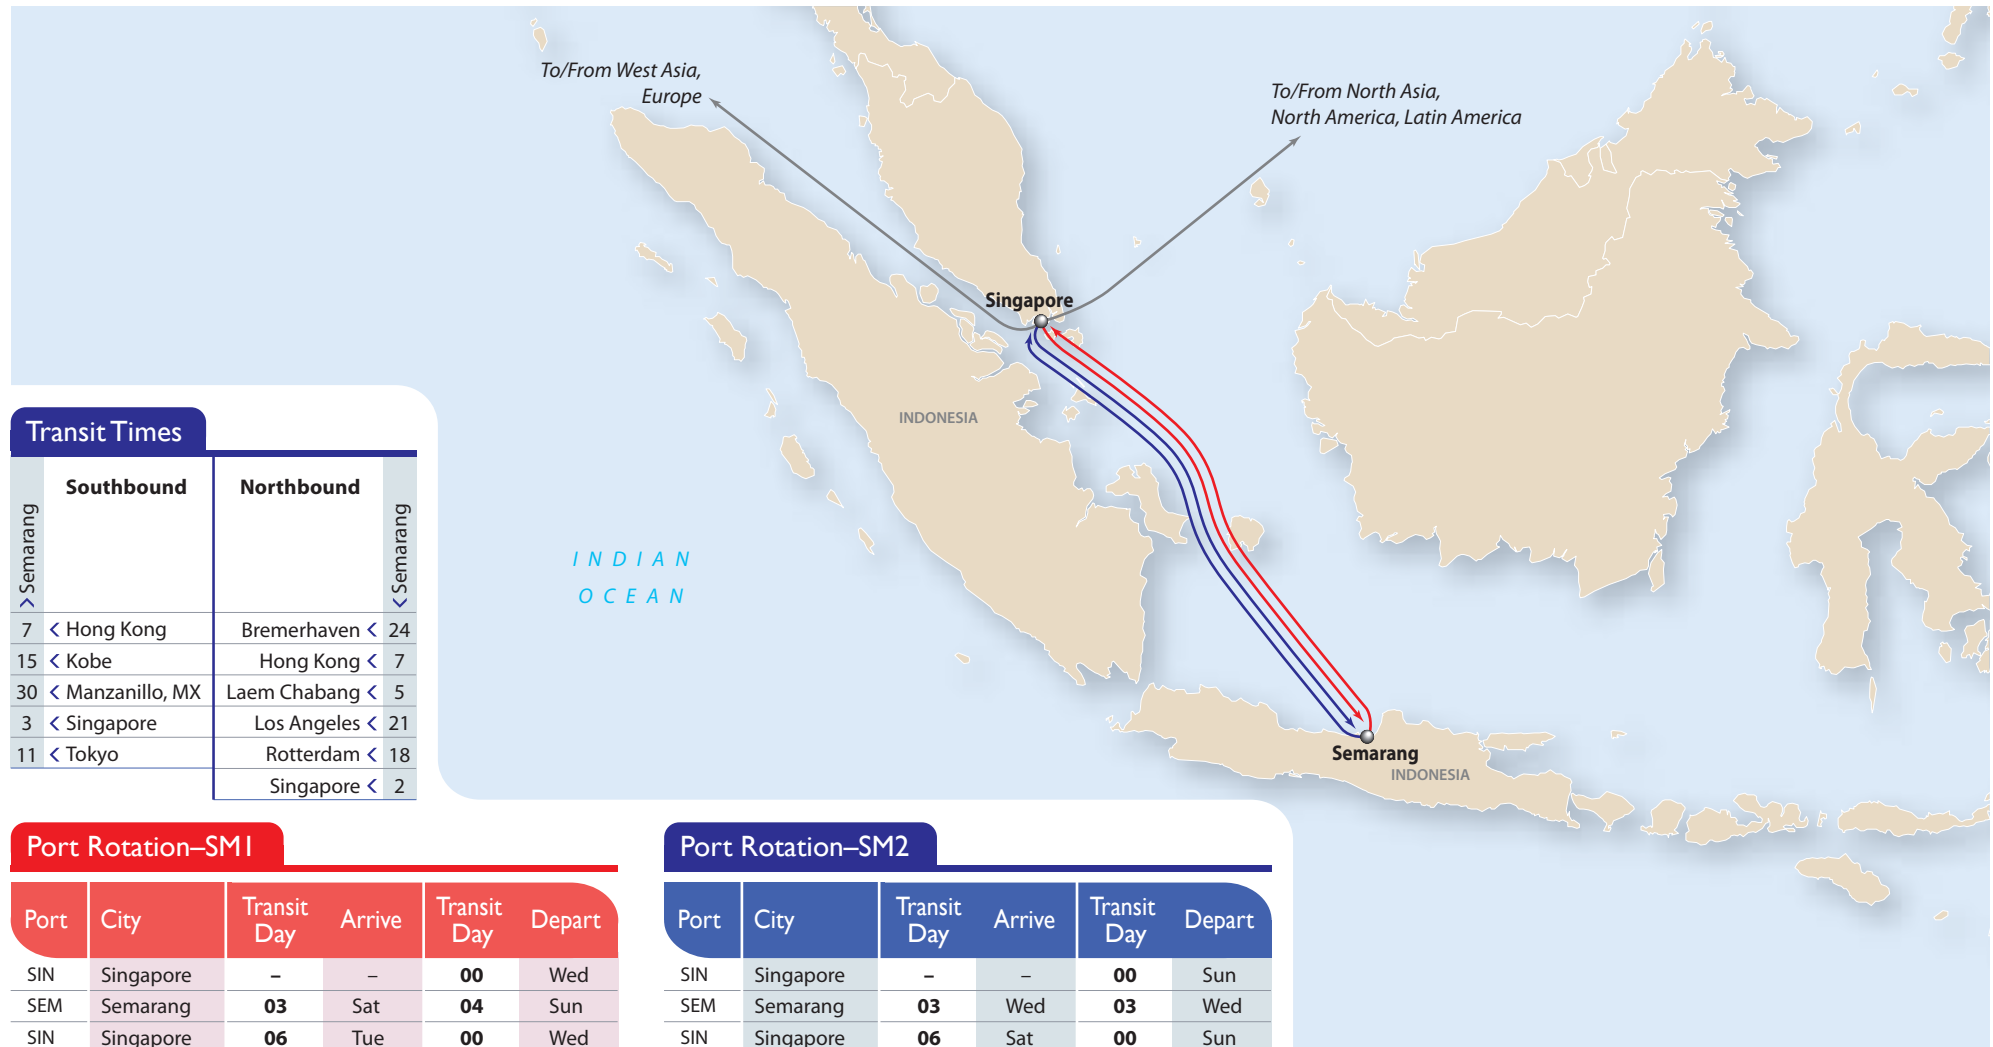 To/From West Asia,
Europe
To/From North Asia,
North America, Latin America
Singapore
INDONESIA
INDIAN
OCEAN
Semarang
INDONESIA
Transit Times
> Semarang
Southbound
Northbound
< Semarang
7 < Hong Kong Bremerhaven < 24
15 < Kobe Hong Kong < 7
30 < Manzanillo, MX Laem Chabang < 5
3 < Singapore Los Angeles < 21
11 < Tokyo Rotterdam < 18
Singapore < 2
Port Rotation–SM1
Port City Transit Day Arrive Transit Day Depart
SIN Singapore – – 00 Wed
SEM Semarang 03 Sat 04 Sun
SIN Singapore 06 Tue 00 Wed
Port Rotation–SM2
Port City Transit Day Arrive Transit Day Depart
SIN Singapore – – 00 Sun
SEM Semarang 03 Wed 03 Wed
SIN Singapore 06 Sat 00 Sun